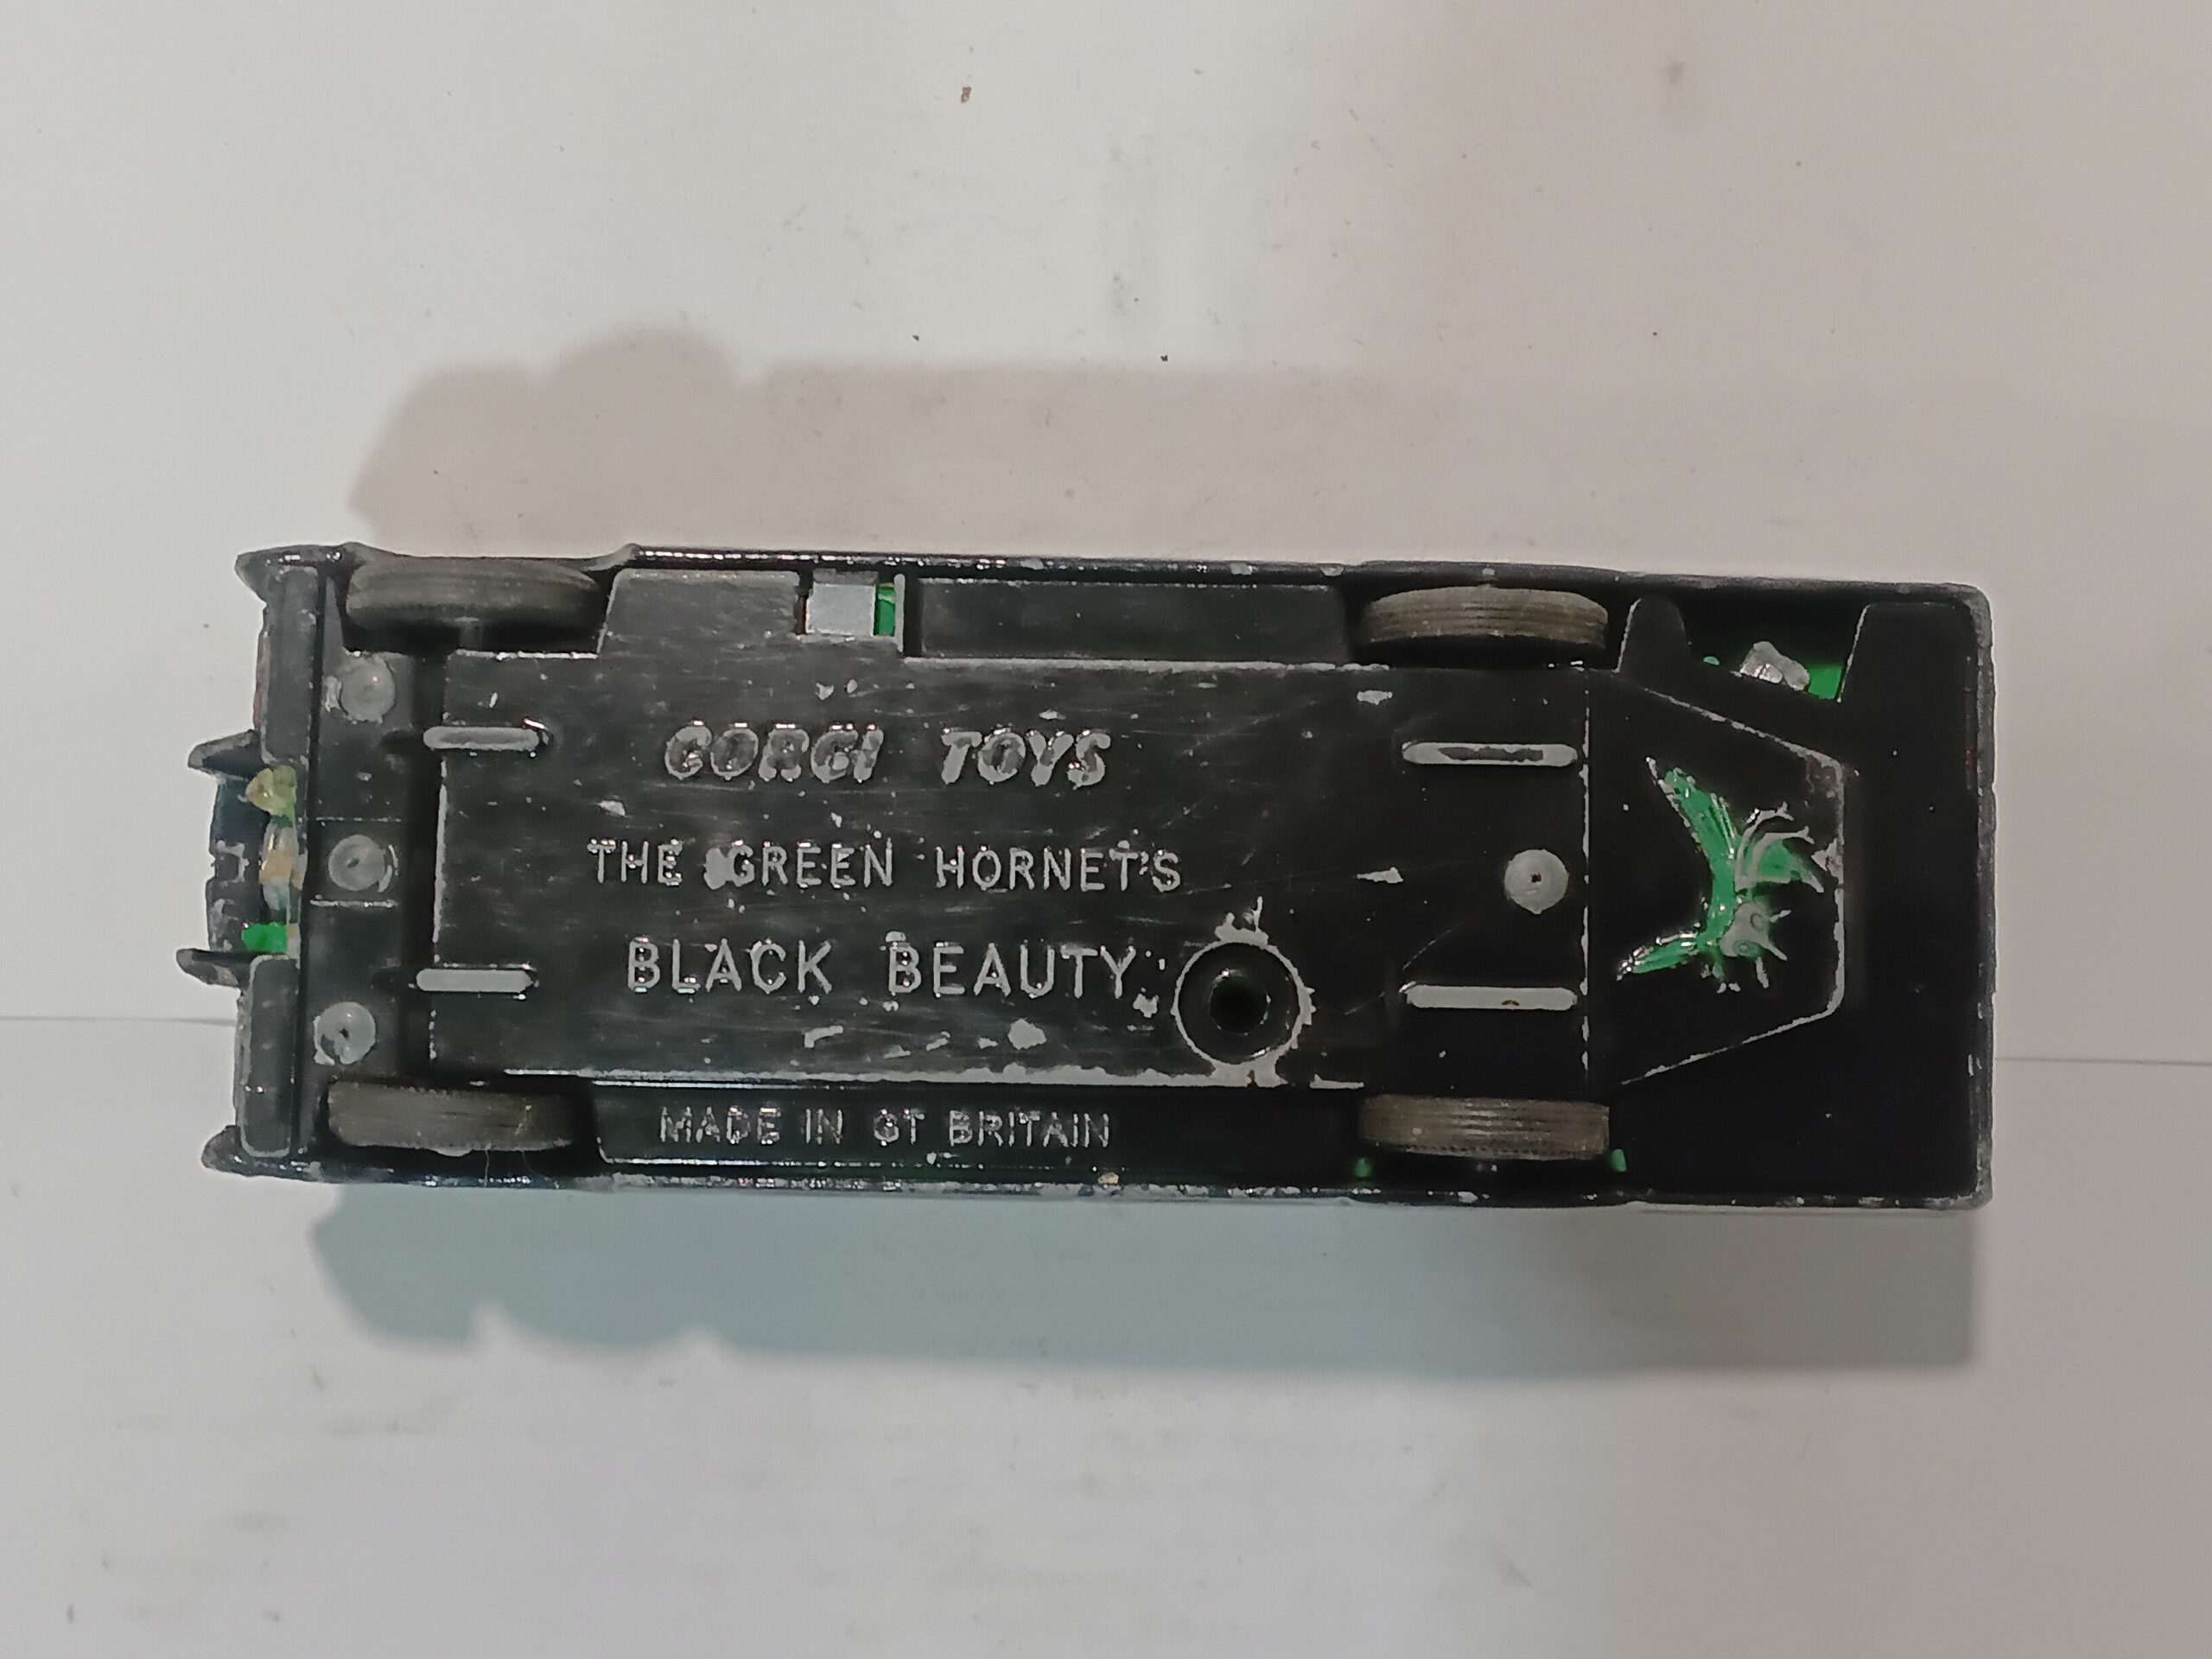 CORGI TOYS
THE GREEN HORNET'S
BLACK BEAUTY
MADE IN GT BRITAIN